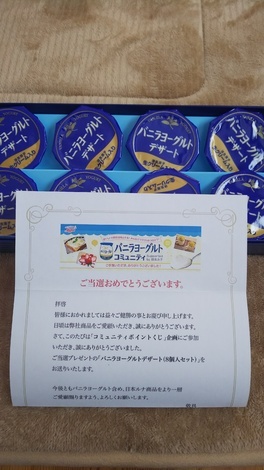 バニラヨーグルト
デザート
バニラヨーグルト
デザート
バニラヨーグルト
デザート
バニラヨーグルト
デザート
バニラヨーグルト
コミュニティ
ご当選おめでとうございます。
拝啓
皆様におかれましては益々ご健勝の事とお慶び申し上げます。
日頃は弊社商品をご愛顧いただき、誠にありがとうございます。
さて、このたびは「コミュニティポイントくじ」企画にご参加
いただき、誠にありがとうございました。
ご当選プレゼントの「バニラヨーグルトデザート(8個入セット)」を
お送りいたします。
今後ともバニラヨーグルト含め、日本ルナ商品をより一層
ご愛顧賜りますよう、よろしくお願いします。
敬具